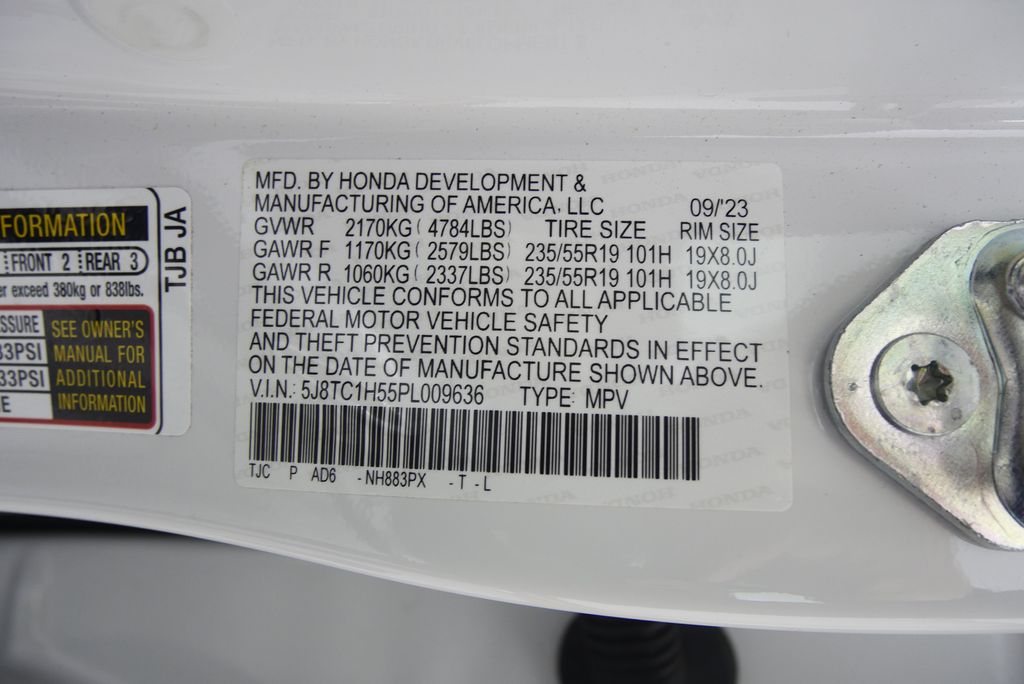 MFD. BY HONDA DEVELOPMENT &
MANUFACTURING OF AMERICA, LLC 09/'23
GVWR 2170KG ( 4784LBS) TIRE SIZE RIM SIZE
GAWR F 1170KG ( 2579LBS) 235/55R19 101H 19X8.0J
GAWR R 1060KG ( 2337LBS) 235/55R19 101H 19X8.0J
THIS VEHICLE CONFORMS TO ALL APPLICABLE
FEDERAL MOTOR VEHICLE SAFETY
AND THEFT PREVENTION STANDARDS IN EFFECT
ON THE DATE OF MANUFACTURE SHOWN ABOVE.
V.I.N.: 5J8TC1H55PL009636 TYPE: MPV
TJC P AD6 -NH883PX -T -L
FRONT 2 REAR 3
exceed 380kg or 838lbs.
33PSI
33PSI
SEE OWNER'S
MANUAL FOR
ADDITIONAL
INFORMATION
TJB JA